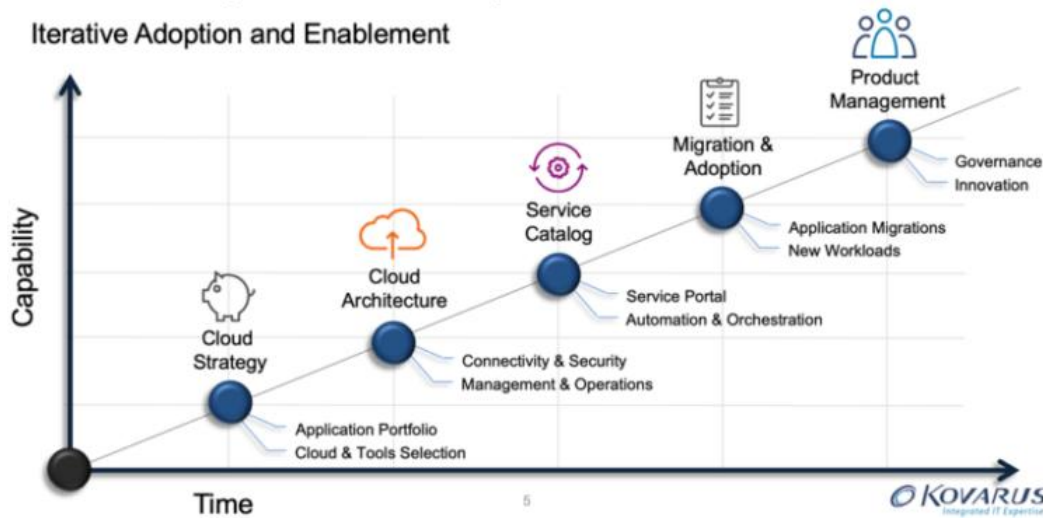 Iterative Adoption and Enablement
Product
Management
Migration &
Adoption
Governance
Innovation
Service
Catalog
Application Migrations
New Workloads
Cloud
Architecture
Service Portal
Automation & Orchestration
Capability
Cloud
Strategy
Connectivity & Security
Management & Operations
Application Portfolio
Cloud & Tools Selection
Time
5
KOVARUS
Integrated IT Expertise